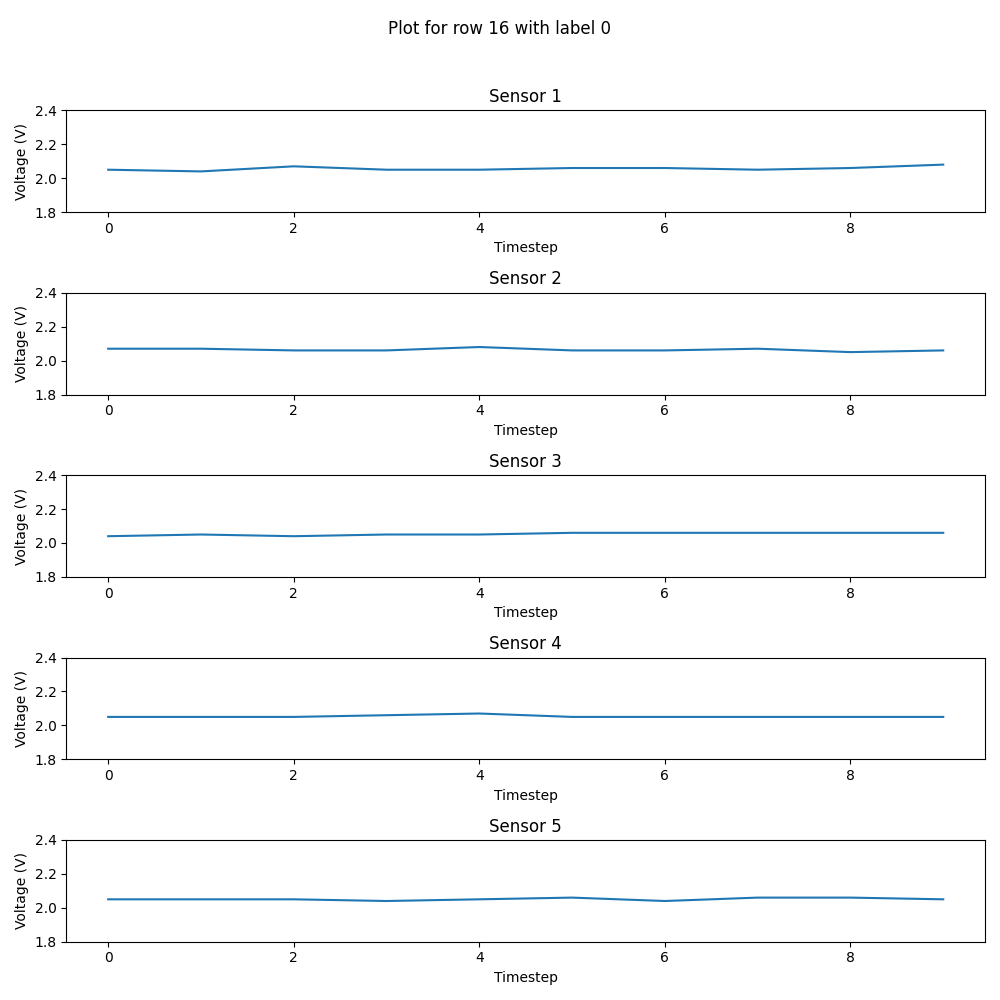 Plot for row 16 with label 0
Sensor 1
2.4
2.2
2.0
1.8
Voltage (V)
0 2 4 6 8
Timestep
Sensor 2
2.4
2.2
2.0
1.8
Voltage (V)
0 2 4 6 8
Timestep
Sensor 3
2.4
2.2
2.0
1.8
Voltage (V)
0 2 4 6 8
Timestep
Sensor 4
2.4
2.2
2.0
1.8
Voltage (V)
0 2 4 6 8
Timestep
Sensor 5
2.4
2.2
2.0
1.8
Voltage (V)
0 2 4 6 8
Timestep